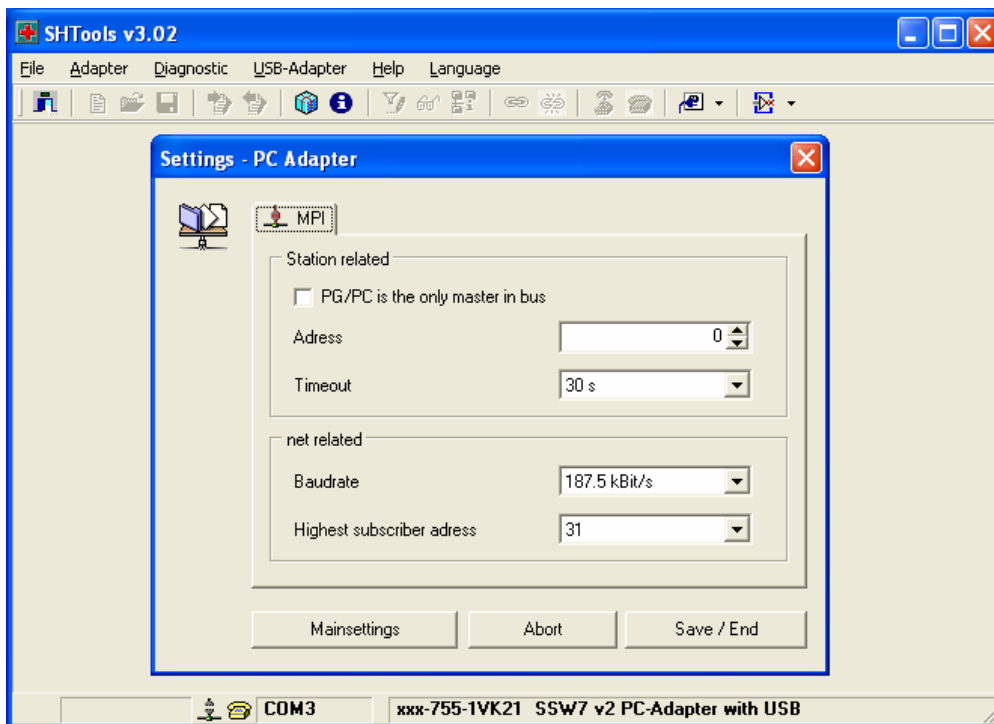 SHTools v3.02
File Adapter Diagnostic USB-Adapter Help Language
Settings - PC Adapter
MPI
Station related
PG/PC is the only master in bus
Adress 0
Timeout 30 s
net related
Baudrate 187.5 kBit/s
Highest subscriber adress 31
Mainsettings Abort Save / End
COM3 xxx-755-1VK21 SSW7 v2 PC-Adapter with USB